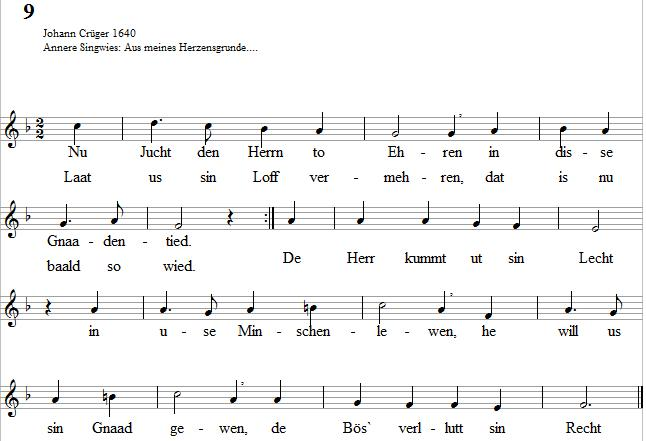 9
Johann Crüger 1640
Annere Singwies: Aus meines Herzensgrunde....
Nu Jucht den Herrn to Eh - ren in dis - se
Laat us sin Loff ver - meh - ren, dat is nu
Gnaa - den - tied.
baald so wied.
De Herr kummt ut sin Lecht
in u - se Min - schen - le - wen, he will us
sin Gnaad ge - wen, de Bös` ver - lutt sin Recht